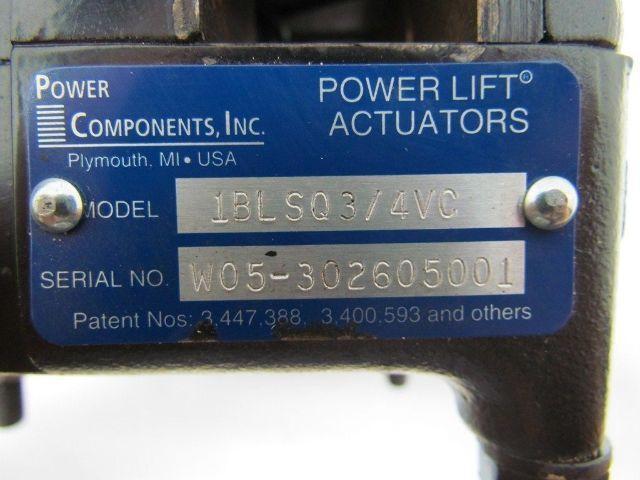 POWER
COMPONENTS, INC.
Plymouth, MI • USA
POWER LIFT©
ACTUATORS
MODEL 1BLSQ3/4VC
SERIAL NO. W05-302605001
Patent Nos: 3,447,388, 3,400,593 and others